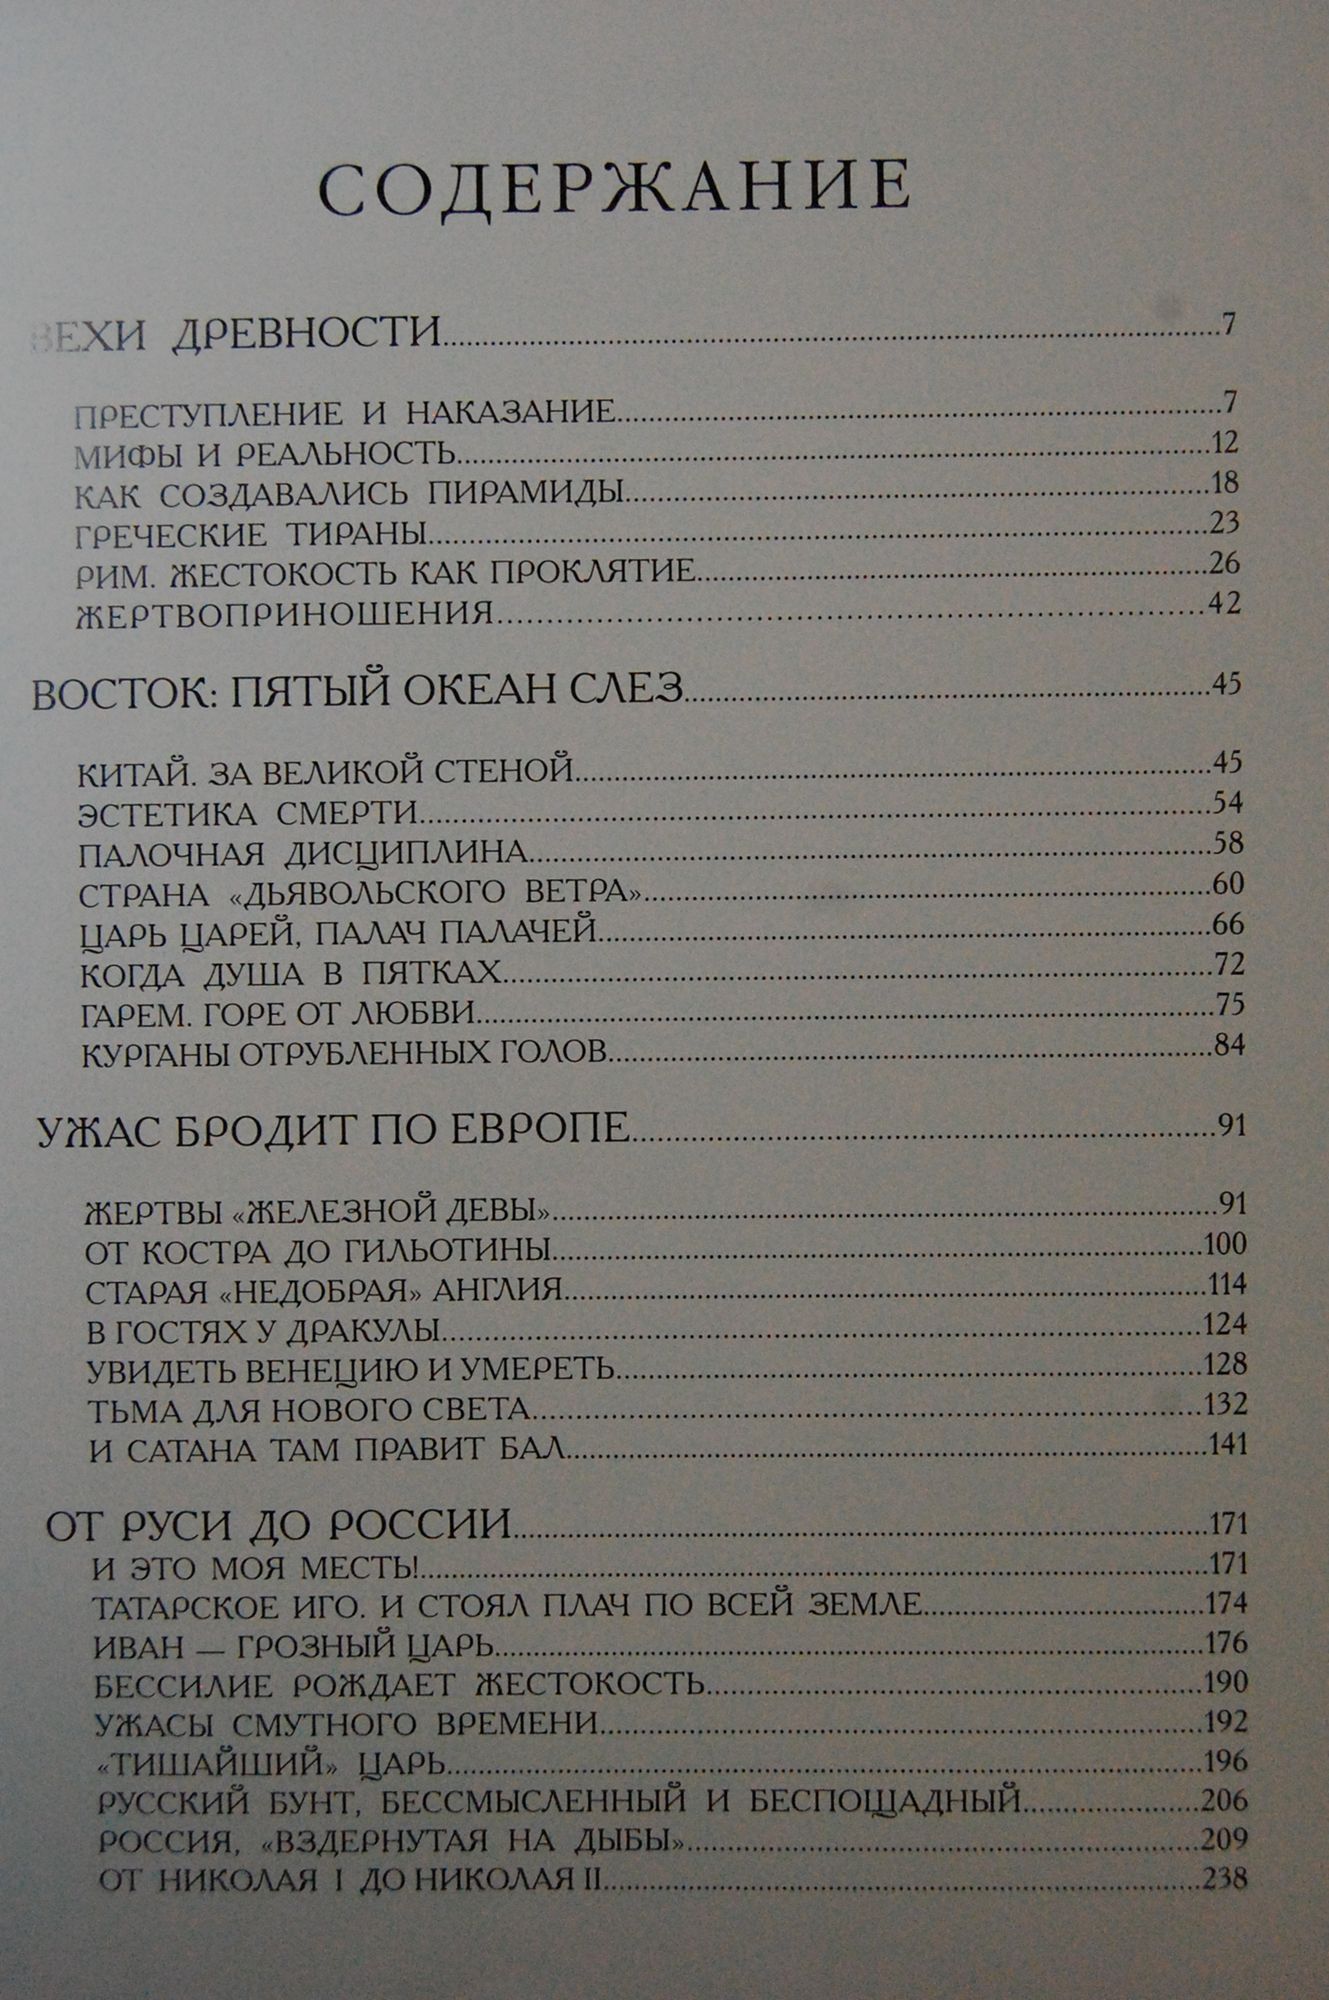 СОДЕРЖАНИЕ
ВЕХИ ДРЕВНОСТИ..........7
ПРЕСТУПЛЕНИЕ И НАКАЗАНИЕ..........7
МИФЫ И РЕАЛЬНОСТЬ..........12
КАК СОЗДАВАЛИСЬ ПИРАМИДЫ..........18
ГРЕЧЕСКИЕ ТИРАНЫ..........23
РИМ. ЖЕСТОКОСТЬ КАК ПРОКЛЯТИЕ..........26
ЖЕРТВОПРИНОШЕНИЯ..........42
ВОСТОК: ПЯТЫЙ ОКЕАН СЛЕЗ..........45
КИТАЙ. ЗА ВЕЛИКОЙ СТЕНОЙ..........45
ЭСТЕТИКА СМЕРТИ..........54
ПАЛОЧНАЯ ДИСЦИПЛИНА..........58
СТРАНА «ДЬЯВОЛЬСКОГО ВЕТРА»..........60
ЦАРЬ ЦАРЕЙ, ПАЛАЧ ПАЛАЧЕЙ..........66
КОГДА ДУША В ПЯТКАХ..........72
ГАРЕМ. ГОРЕ ОТ ЛЮБВИ..........75
КУРГАНЫ ОТРУБЛЕННЫХ ГОЛОВ..........84
УЖАС БРОДИТ ПО ЕВРОПЕ..........91
ЖЕРТВЫ «ЖЕЛЕЗНОЙ ДЕВЫ»..........91
ОТ КОСТРА ДО ГИЛЬОТИНЫ..........100
СТАРАЯ «НЕДОБРАЯ» АНГЛИЯ..........114
В ГОСТЯХ У ДРАКУЛЫ..........124
УВИДЕТЬ ВЕНЕЦИЮ И УМЕРЕТЬ..........128
ТЬМА ДЛЯ НОВОГО СВЕТА..........132
И САТАНА ТАМ ПРАВИТ БАЛ..........141
ОТ РУСИ ДО РОССИИ..........171
И ЭТО МОЯ МЕСТЬ!..........171
ТАТАРСКОЕ ИГО. И СТОЯЛ ПЛАЧ ПО ВСЕЙ ЗЕМЛЕ..........174
ИВАН — ГРОЗНЫЙ ЦАРЬ..........176
БЕССИЛИЕ РОЖДАЕТ ЖЕСТОКОСТЬ..........190
УЖАСЫ СМУТНОГО ВРЕМЕНИ..........192
«ТИШАЙШИЙ» ЦАРЬ..........196
РУССКИЙ БУНТ, БЕССМЫСЛЕННЫЙ И БЕСПОЩАДНЫЙ..........206
РОССИЯ, «ВЗДЕРНУТАЯ НА ДЫБЫ»..........209
ОТ НИКОЛАЯ I ДО НИКОЛАЯ II..........238